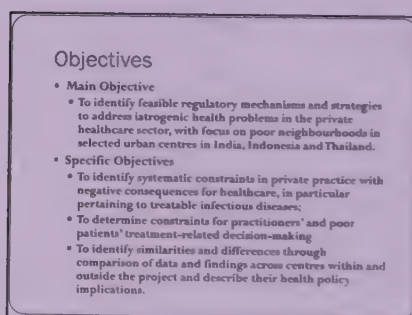 Objectives
• Main Objective
• To identify feasible regulatory mechanisms and strategies
to address iatrogenic health problems in the private
healthcare sector, with focus on poor neighbourhoods in
selected urban centres in India, Indonesia and Thailand.
• Specific Objectives
• To identify systematic constraints in private practice with
negative consequences for healthcare, in particular
pertaining to treatable infectious diseases;
• To determine constraints for practitioners' and poor
patients' treatment-related decision-making
• To identify similarities and differences through
comparison of data and findings across centres within and
outside the project and describe their health policy
implications.